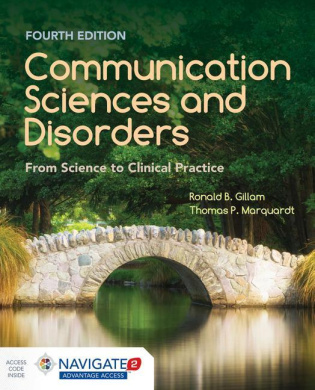 FOURTH EDITION
Communication
Sciences and
Disorders
From Science to Clinical Practice
Ronald B. Gillam
Thomas P. Marquardt
ACCESS
CODE
INSIDE
NAVIGATE 2
ADVANTAGE ACCESS